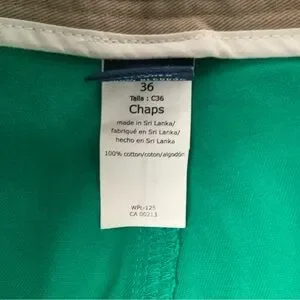 36
Talla : C36
Chaps
made in Sri Lanka/
fabriqué en Sri Lanka/
hecho en Sri Lanka
100% cotton/coton/algodón
WPL-125
CA 00213